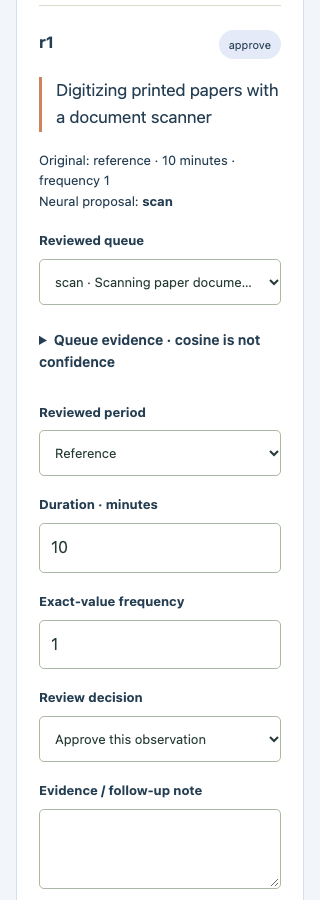 r1
approve
Digitizing printed papers with
a document scanner
Original: reference · 10 minutes ·
frequency 1
Neural proposal: scan
Reviewed queue
scan · Scanning paper docume...
Queue evidence · cosine is not
confidence
Reviewed period
Reference
Duration · minutes
10
Exact-value frequency
1
Review decision
Approve this observation
Evidence / follow-up note